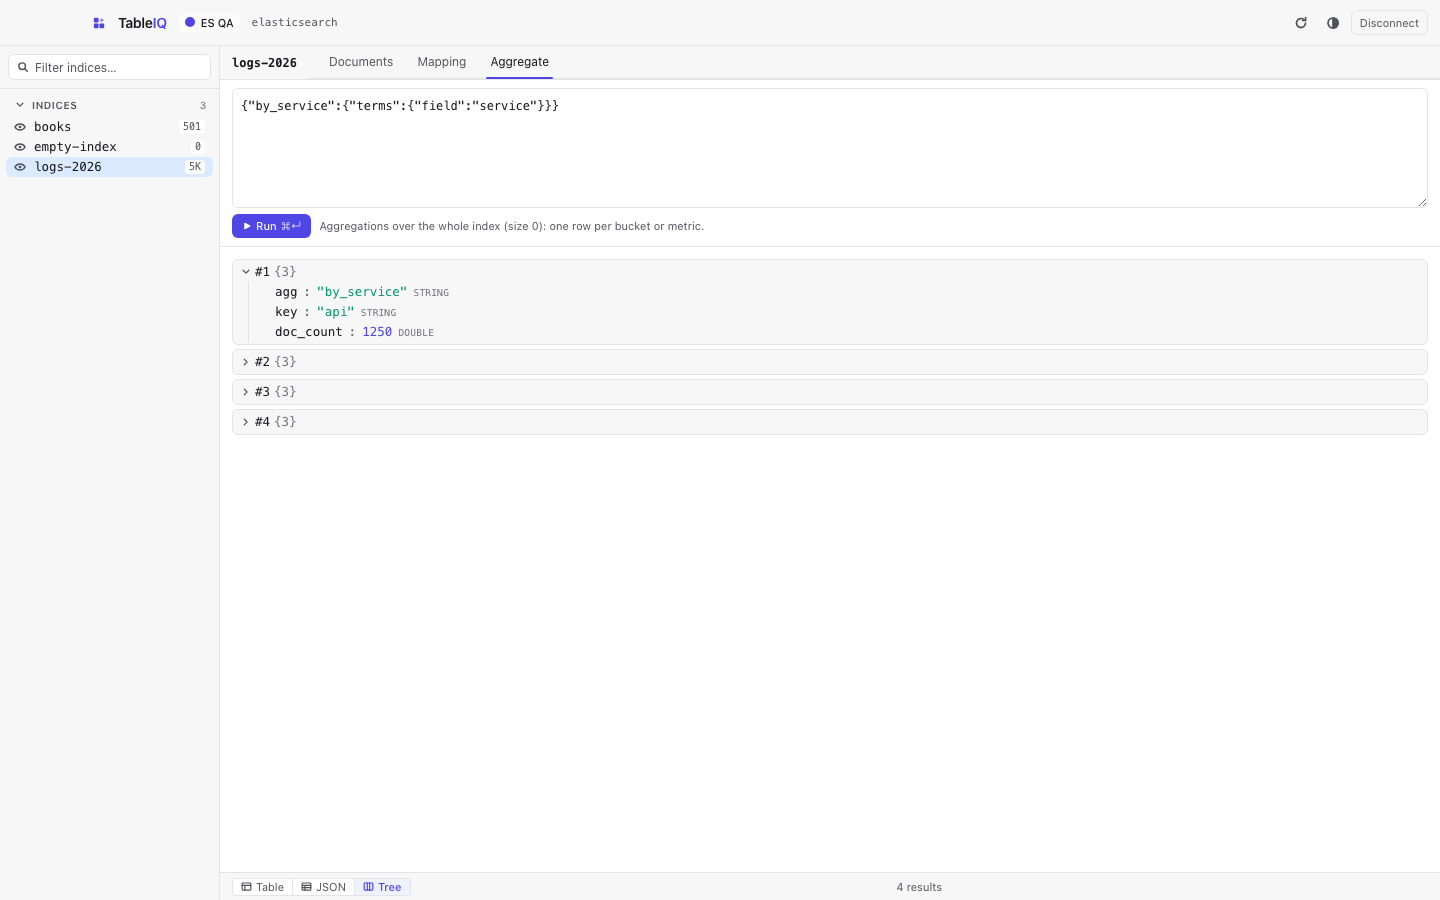 TableIQ ES QA elasticsearch Disconnect
Filter indices...
logs-2026 Documents Mapping Aggregate
{"by_service":{"terms":{"field":"service"}}}
INDICES 3
books 501
empty-index 0
logs-2026 5K
Run ⌘↵ Aggregations over the whole index (size 0): one row per bucket or metric.
#1 {3}
agg : "by_service" STRING
key : "api" STRING
doc_count : 1250 DOUBLE
#2 {3}
#3 {3}
#4 {3}
Table JSON Tree 4 results